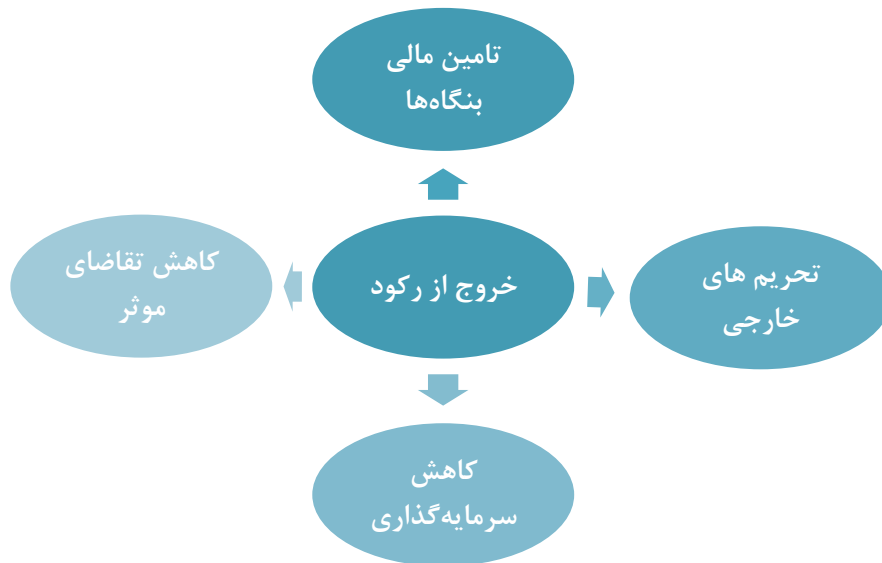 تامین مالی
بنگاه‌ها
خروج از رکود
تحریم های
خارجی
کاهش تقاضای
موثر
کاهش
سرمایه‌گذاری